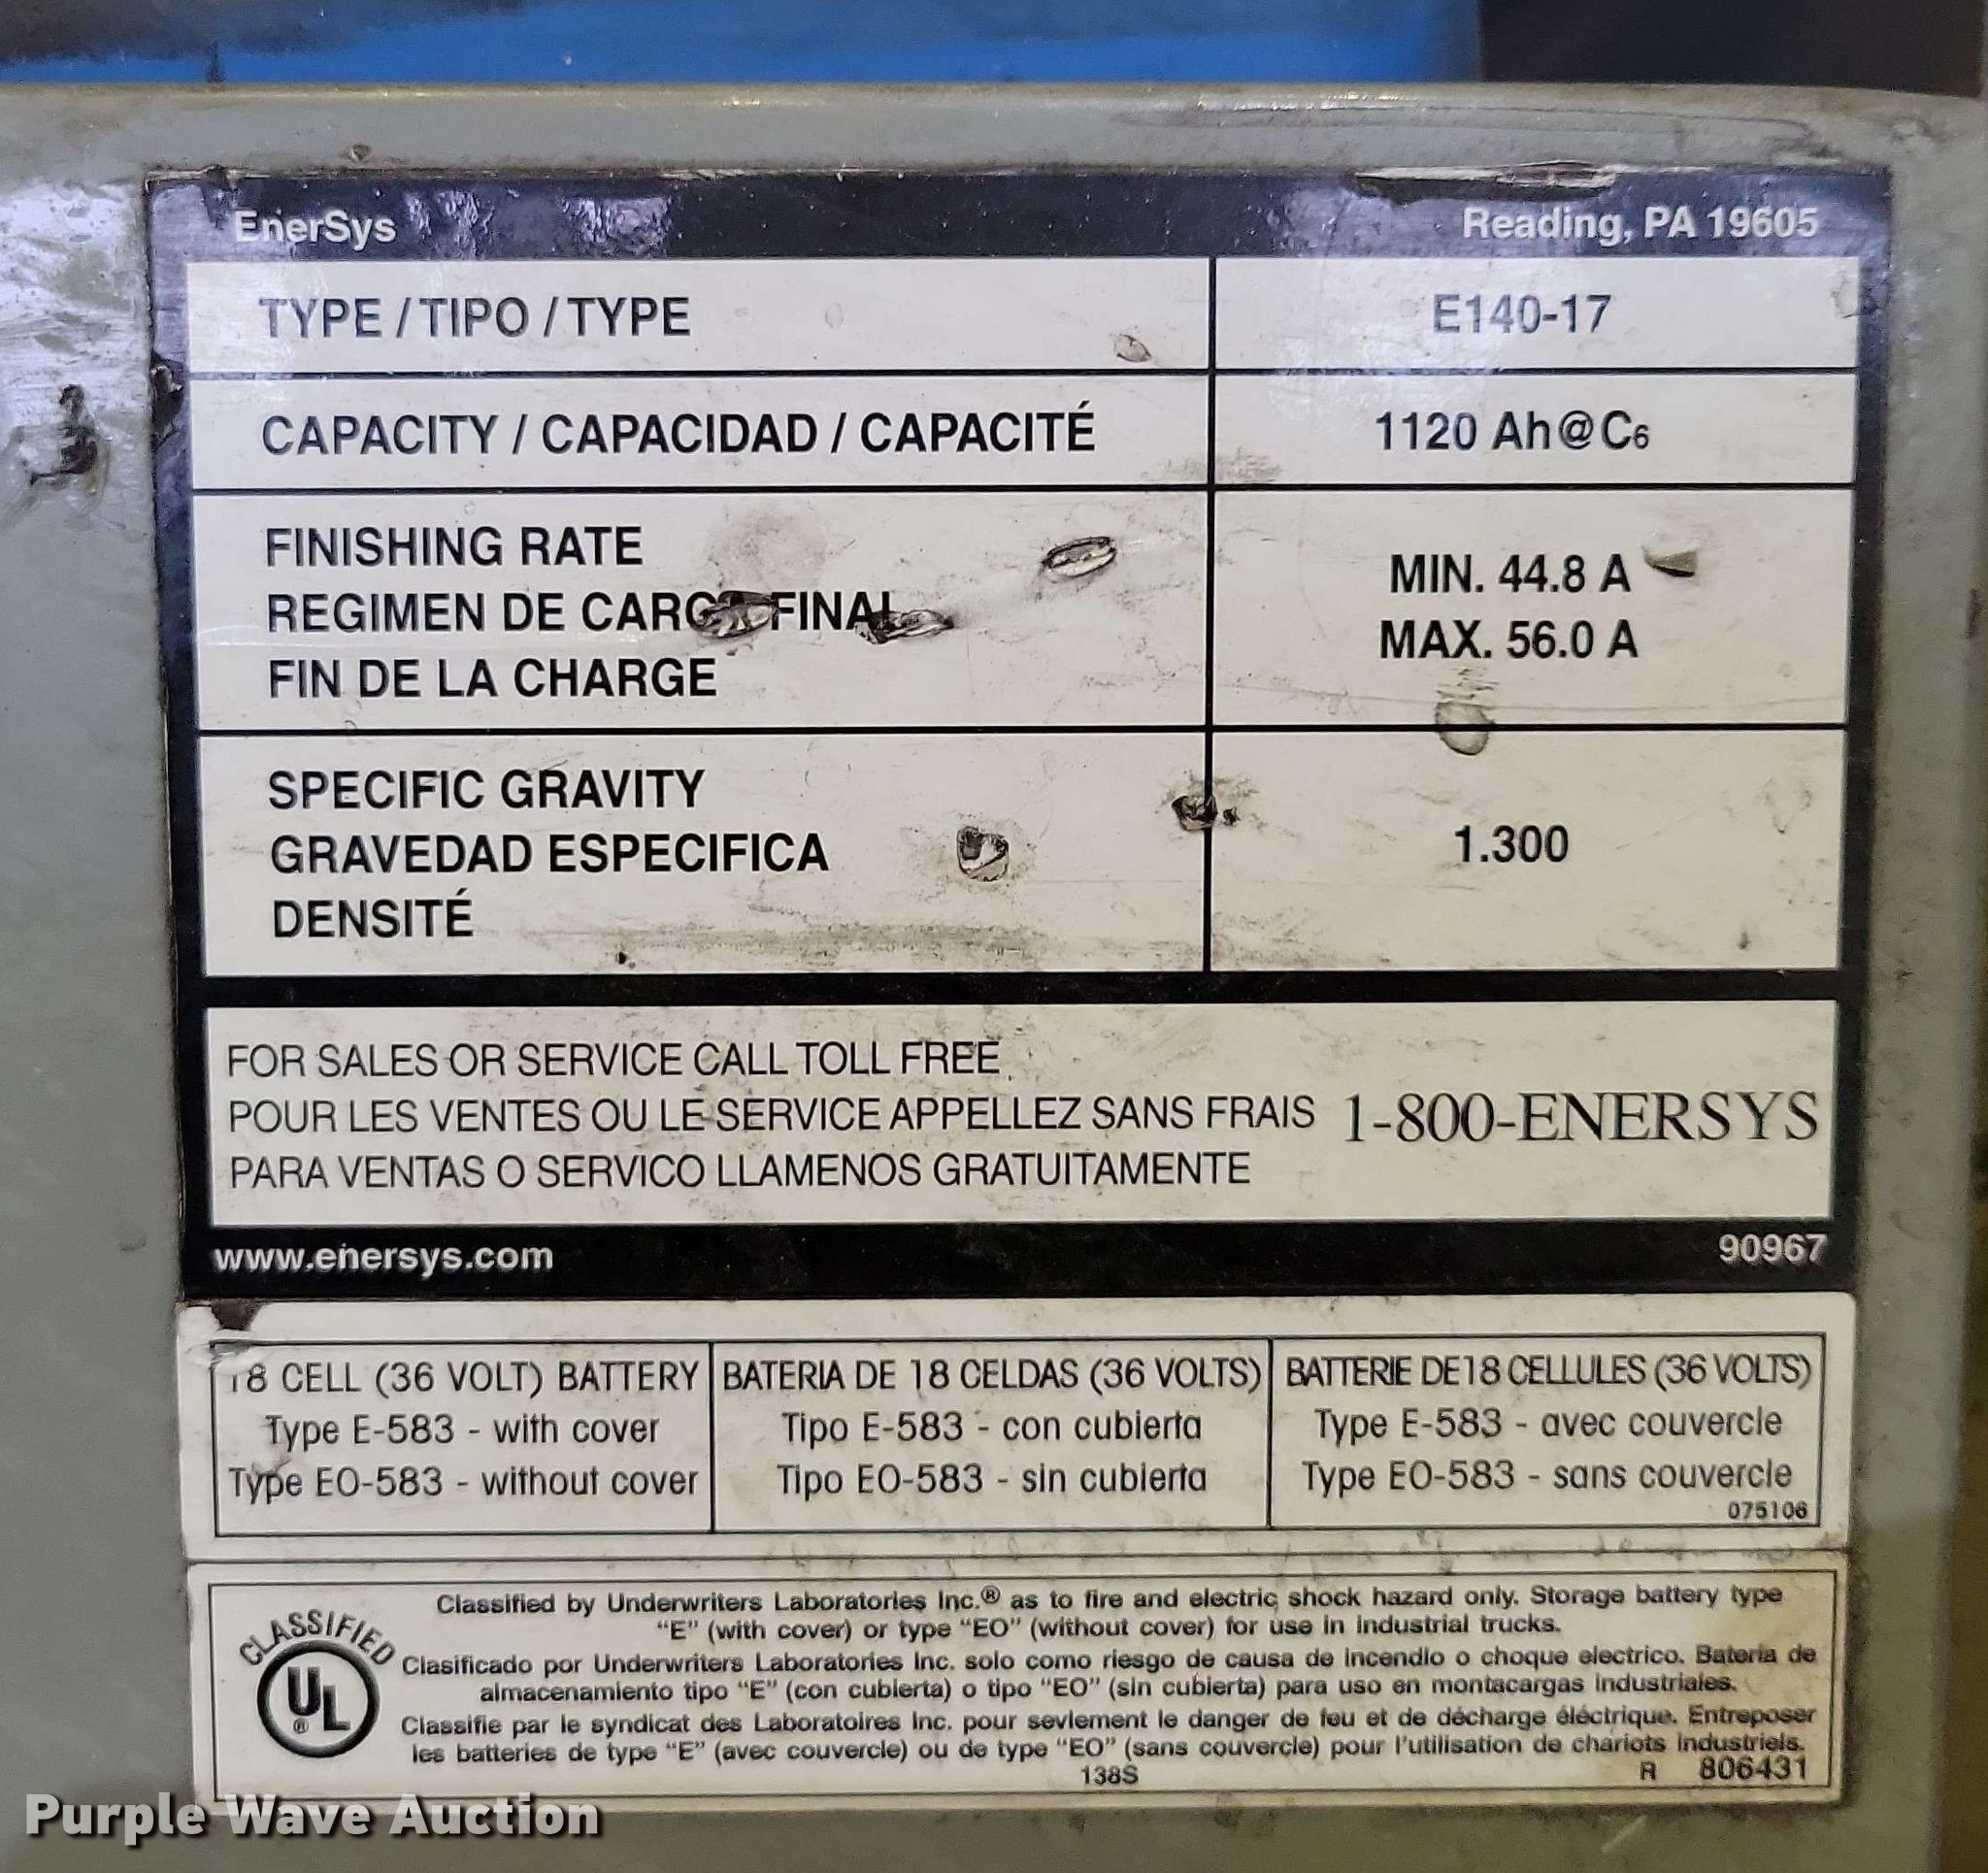 EnerSys
Reading, PA 19605
TYPE / TIPO / TYPE
E140-17
CAPACITY / CAPACIDAD / CAPACITÉ
1120 Ah@C6
FINISHING RATE
REGIMEN DE CARGA FINAL
FIN DE LA CHARGE
MIN. 44.8 A
MAX. 56.0 A
SPECIFIC GRAVITY
GRAVEDAD ESPECIFICA
DENSITÉ
1.300
FOR SALES OR SERVICE CALL TOLL FREE
POUR LES VENTES OU LE SERVICE APPELLEZ SANS FRAIS
PARA VENTAS O SERVICO LLAMENOS GRATUITAMENTE
1-800-ENERSYS
www.enersys.com
90967
18 CELL (36 VOLT) BATTERY
Type E-583 - with cover
Type EO-583 - without cover
BATERIA DE 18 CELDAS (36 VOLTS)
Tipo E-583 - con cubierta
Tipo EO-583 - sin cubierta
BATTERIE DE18 CELLULES (36 VOLTS)
Type E-583 - avec couvercle
Type EO-583 - sans couvercle
075106
CLASSIFIED
UL®
Classified by Underwriters Laboratories Inc.® as to fire and electric shock hazard only. Storage battery type
“E” (with cover) or type “EO” (without cover) for use in industrial trucks.
Clasificado por Underwriters Laboratories Inc. solo como riesgo de causa de incendio o choque electrico. Bateria de
almacenamiento tipo “E” (con cubierta) o tipo “EO” (sin cubierta) para uso en montacargas industriales.
Classifie par le syndicat des Laboratoires Inc. pour sevlement le danger de feu et de décharge éléctrique. Entreposer
les batteries de type “E” (avec couvercle) ou de type “EO” (sans couvercle) pour l'utilisation de chariots industriels.
138S
R 806431
Purple Wave Auction